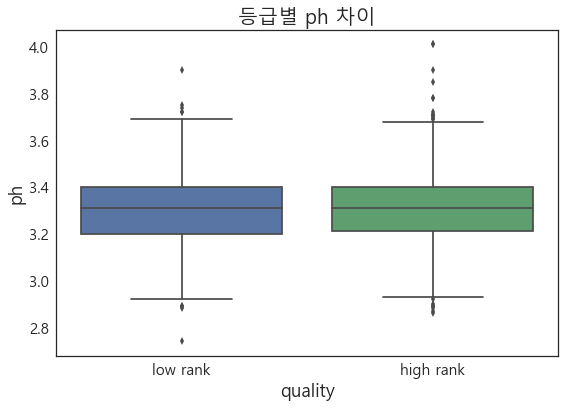 등급별 ph 차이
4.0
3.8
3.6
3.4
3.2
3.0
2.8
ph
low rank
high rank
quality